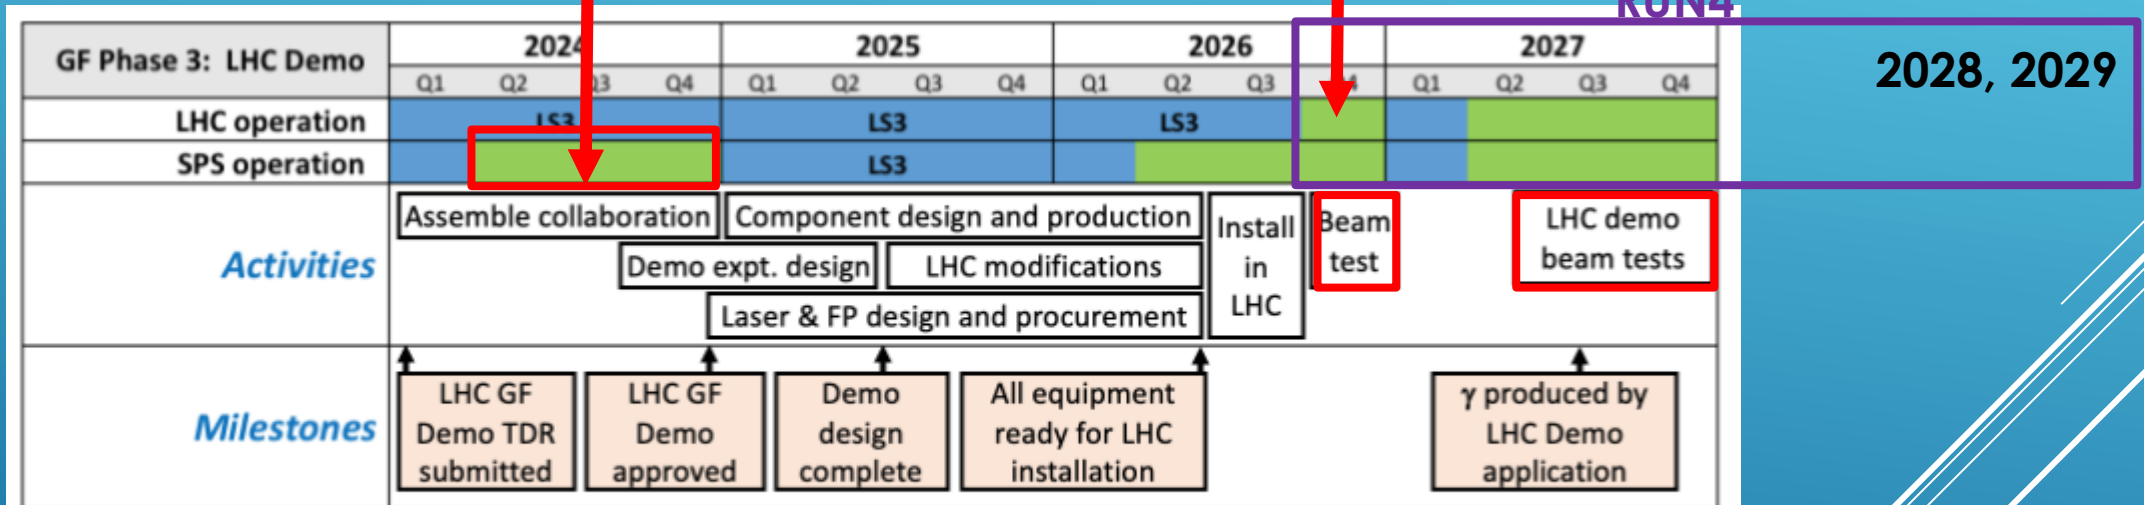 RUN4
GF Phase 3: LHC Demo
2024 2025 2026 2027
2028, 2029
Q1 Q2 Q3 Q4 Q1 Q2 Q3 Q4 Q1 Q2 Q3 Q4 Q1 Q2 Q3 Q4
LHC operation LS3 LS3 LS3
SPS operation LS3
Activities
Assemble collaboration
Component design and production
Install
in
LHC
Beam
test
LHC demo
beam tests
Demo expt. design
LHC modifications
Laser & FP design and procurement
Milestones
LHC GF
Demo TDR
submitted
LHC GF
Demo
approved
Demo
design
complete
All equipment
ready for LHC
installation
γ produced by
LHC Demo
application